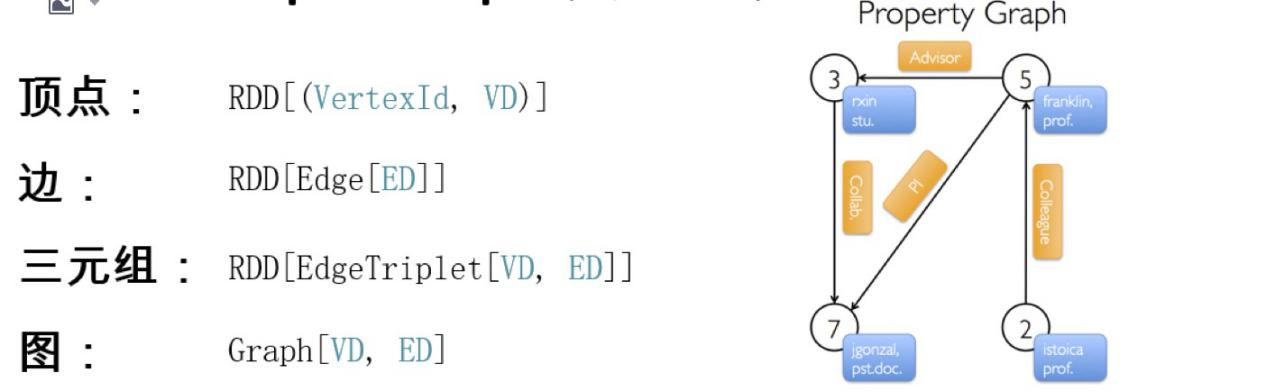 顶点： RDD[(VertexId, VD)]
边： RDD[Edge[ED]]
三元组： RDD[EdgeTriplet[VD, ED]]
图： Graph[VD, ED]
Property Graph
Advisor
3
5
rxin
stu.
franklin,
prof.
Collab.
PI
Colleague
7
2
jgonzal,
pst.doc.
istoica
prof.